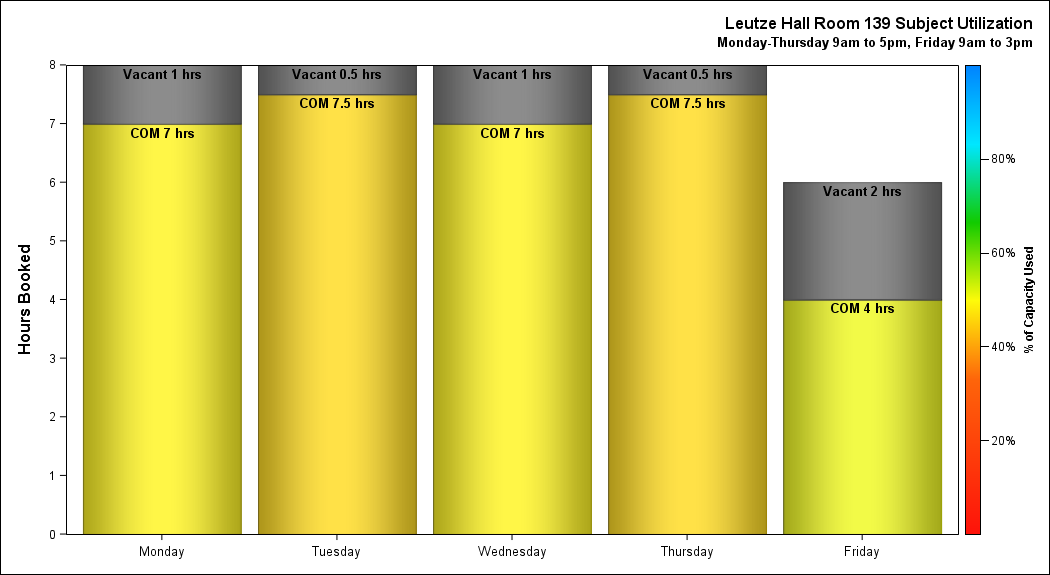 Leutze Hall Room 139 Subject Utilization
Monday-Thursday 9am to 5pm, Friday 9am to 3pm
Hours Booked
8
7
6
5
4
3
2
1
0
Vacant 1 hrs
COM 7 hrs
Vacant 0.5 hrs
COM 7.5 hrs
Vacant 1 hrs
COM 7 hrs
Vacant 0.5 hrs
COM 7.5 hrs
Vacant 2 hrs
COM 4 hrs
Monday
Tuesday
Wednesday
Thursday
Friday
80%
60%
40%
20%
% of Capacity Used